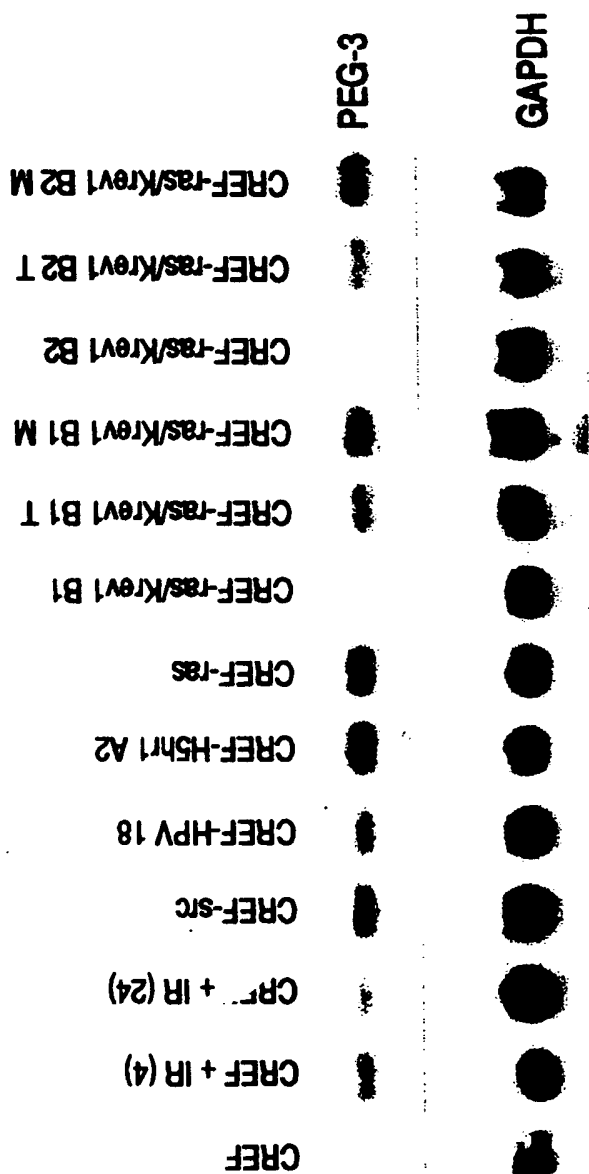 PEG-3
GAPDH
CREF-ras/Krev1 B2 M
CREF-ras/Krev1 B2 T
CREF-ras/Krev1 B2
CREF-ras/Krev1 B1 M
CREF-ras/Krev1 B1 T
CREF-ras/Krev1 B1
CREF-ras
CREF-H5hr1 A2
CREF-HPV 18
CREF-src
+ IR (24)
CREF + IR (4)
CREF